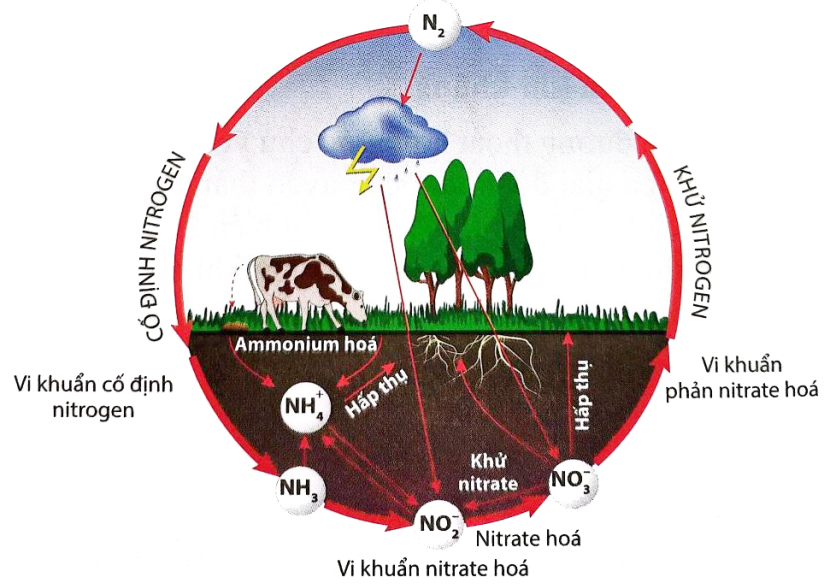 N₂
CỐ ĐỊNH NITROGEN
KHỬ NITROGEN
Ammonium hoá
Vi khuẩn cố định
nitrogen
Vi khuẩn
phản nitrate hoá
NH₄⁺
Hấp thụ
Hấp thụ
NH₃
Khử
nitrate
NO₃⁻
NO₂⁻
Nitrate hoá
Vi khuẩn nitrate hoá